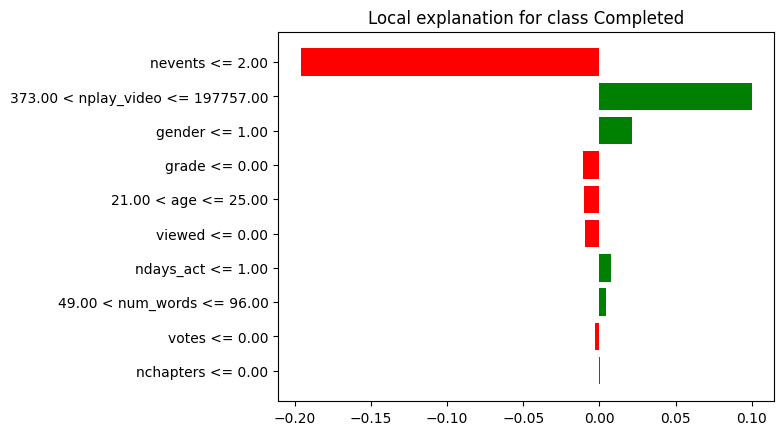 Local explanation for class Completed
nevents <= 2.00
373.00 < nplay_video <= 197757.00
gender <= 1.00
grade <= 0.00
21.00 < age <= 25.00
viewed <= 0.00
ndays_act <= 1.00
49.00 < num_words <= 96.00
votes <= 0.00
nchapters <= 0.00
−0.20 −0.15 −0.10 −0.05 0.00 0.05 0.10